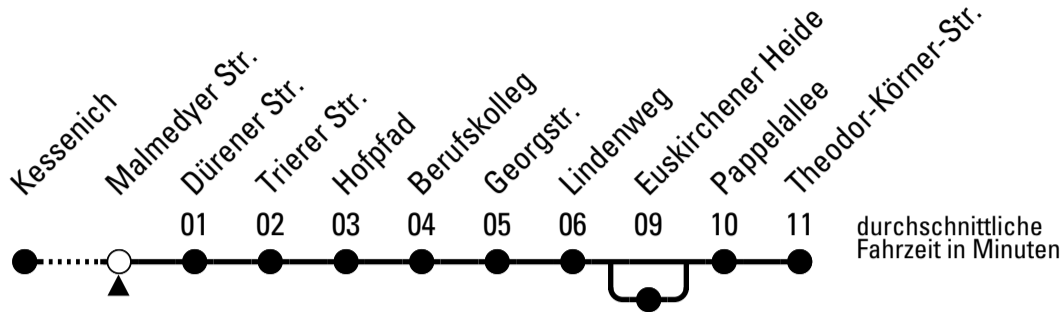 Kessenich
Malmedyer Str.
Dürener Str.
Trierer Str.
Hofpfad
Berufskolleg
Georgstr.
Lindenweg
Euskirchener Heide
Pappelallee
Theodor-Körner-Str.
01 02 03 04 05 06 09 10 11
durchschnittliche
Fahrzeit in Minuten